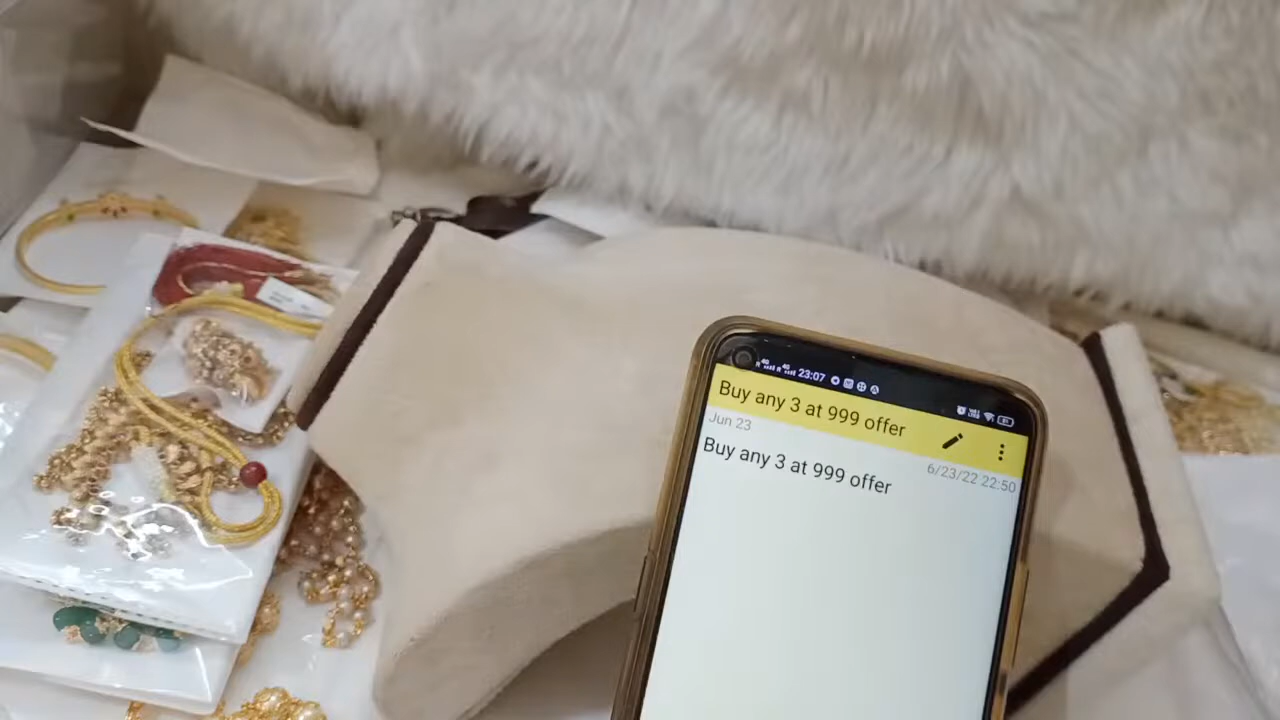 23:07
Buy any 3 at 999 offer
Jun 23
6/23/22 22:50
Buy any 3 at 999 offer